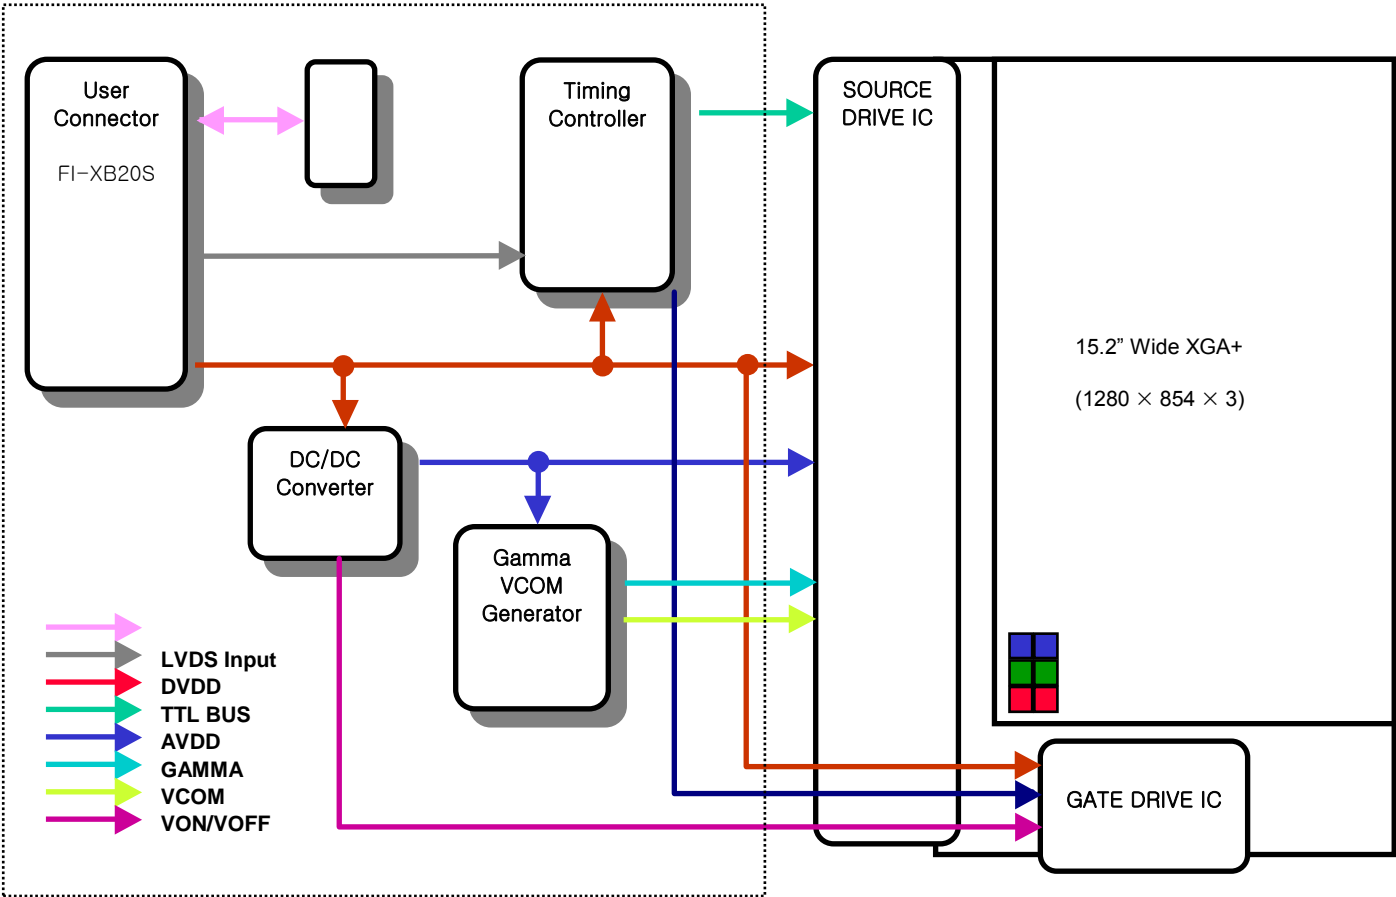 User
Connector
FI-XB20S
Timing
Controller
SOURCE
DRIVE IC
15.2” Wide XGA+
(1280 × 854 × 3)
DC/DC
Converter
Gamma
VCOM
Generator
LVDS Input
DVDD
TTL BUS
AVDD
GAMMA
VCOM
VON/VOFF
GATE DRIVE IC